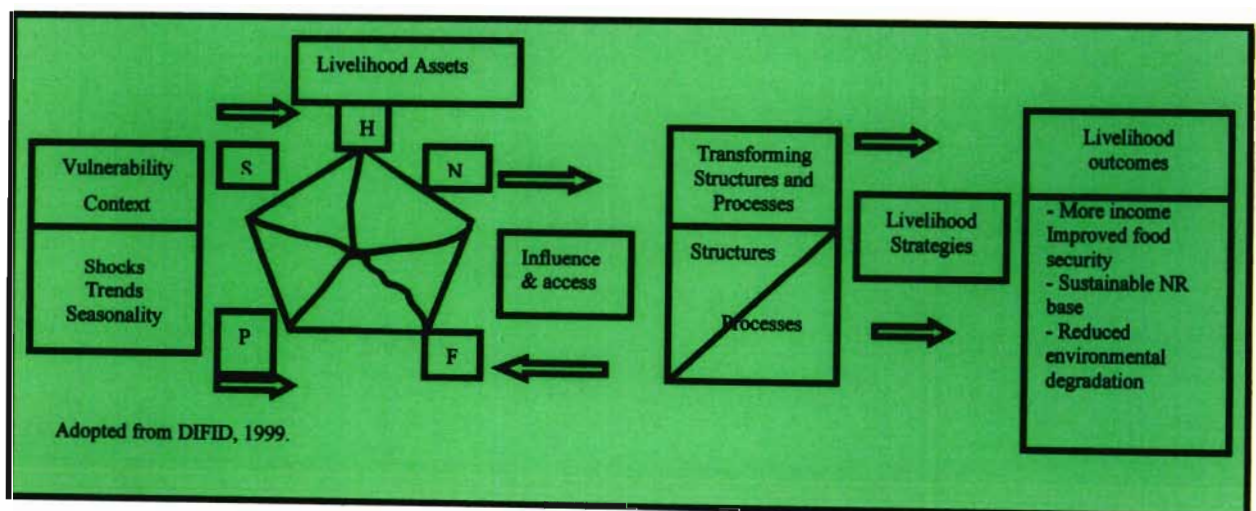 Livelihood Assets
H
S
N
P
F
Vulnerability
Context
Shocks
Trends
Seasonality
Influence
& access
Transforming
Structures and
Processes
Structures
Processes
Livelihood
Strategies
Livelihood
outcomes
- More income
Improved food
security
- Sustainable NR
base
- Reduced
environmental
degradation
Adopted from DIFID, 1999.